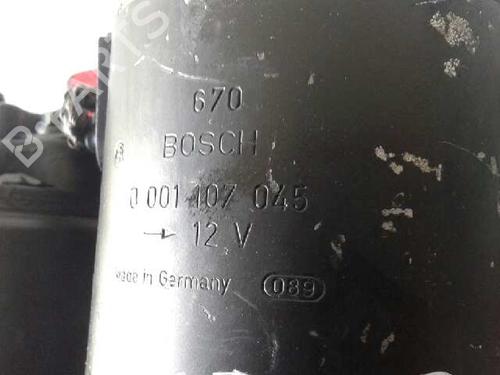 670
BOSCH
0 001 107 045
→ 12 V
Made in Germany 089